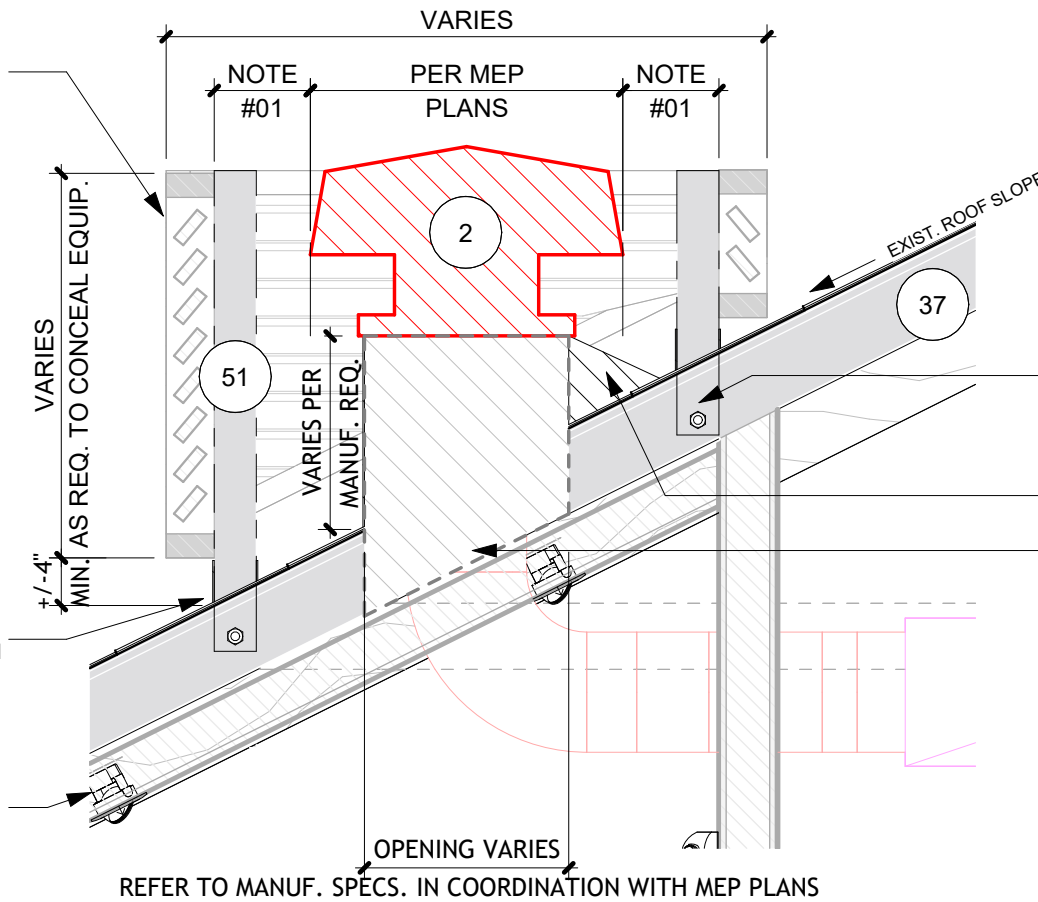 VARIES
NOTE
#01
PER MEP
PLANS
NOTE
#01
2
EXIST. ROOF SLOPE
37
51
VARIES
MIN. AS REQ. TO CONCEAL EQUIP.
+/-4"
VARIES PER
MANUF. REQ.
OPENING VARIES
REFER TO MANUF. SPECS. IN COORDINATION WITH MEP PLANS